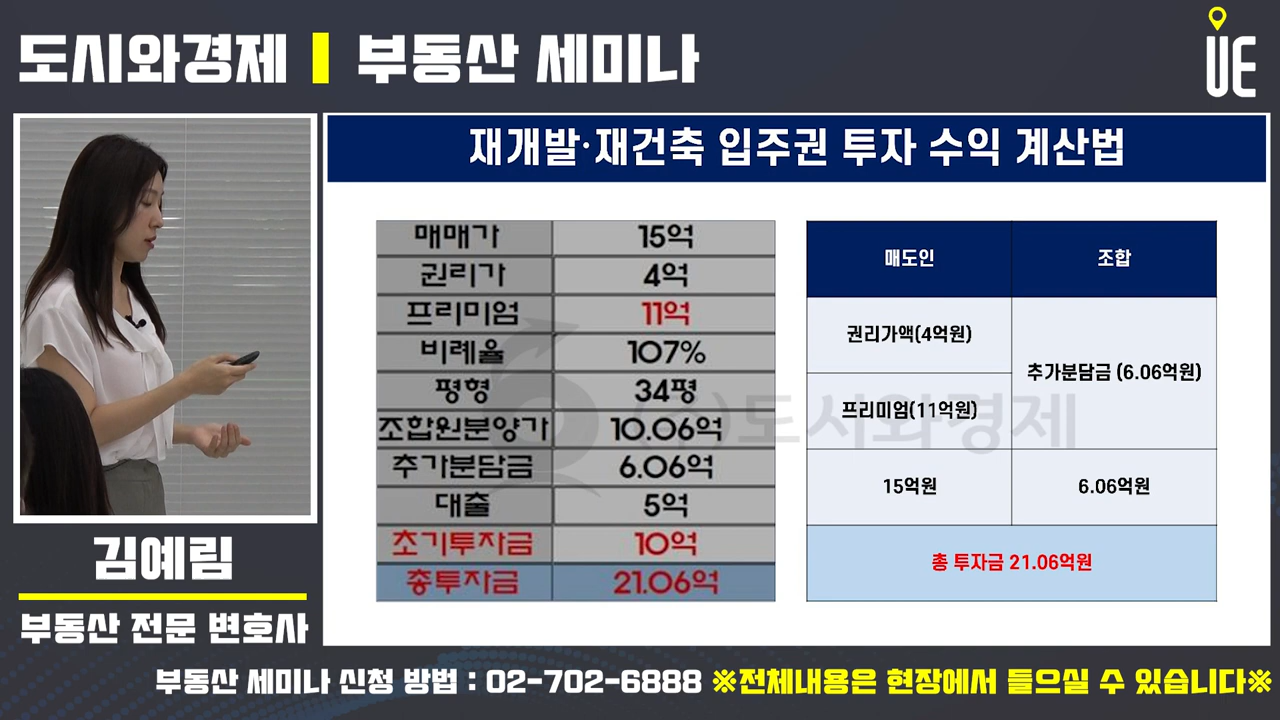 도시와경제 부동산 세미나
UE
재개발·재건축 입주권 투자 수익 계산법
매매가 15억
권리가 4억
프리미엄 11억
비례율 107%
평형 34평
조합원분양가 10.06억
추가분담금 6.06억
대출 5억
초기투자금 10억
총투자금 21.06억
매도인 조합
권리가액(4억원)
추가분담금 (6.06억원)
프리미엄(11억원)
15억원 6.06억원
총 투자금 21.06억원
(주)도시와경제
김예림
부동산 전문 변호사
부동산 세미나 신청 방법 : 02-702-6888 ※전체내용은 현장에서 들으실 수 있습니다※